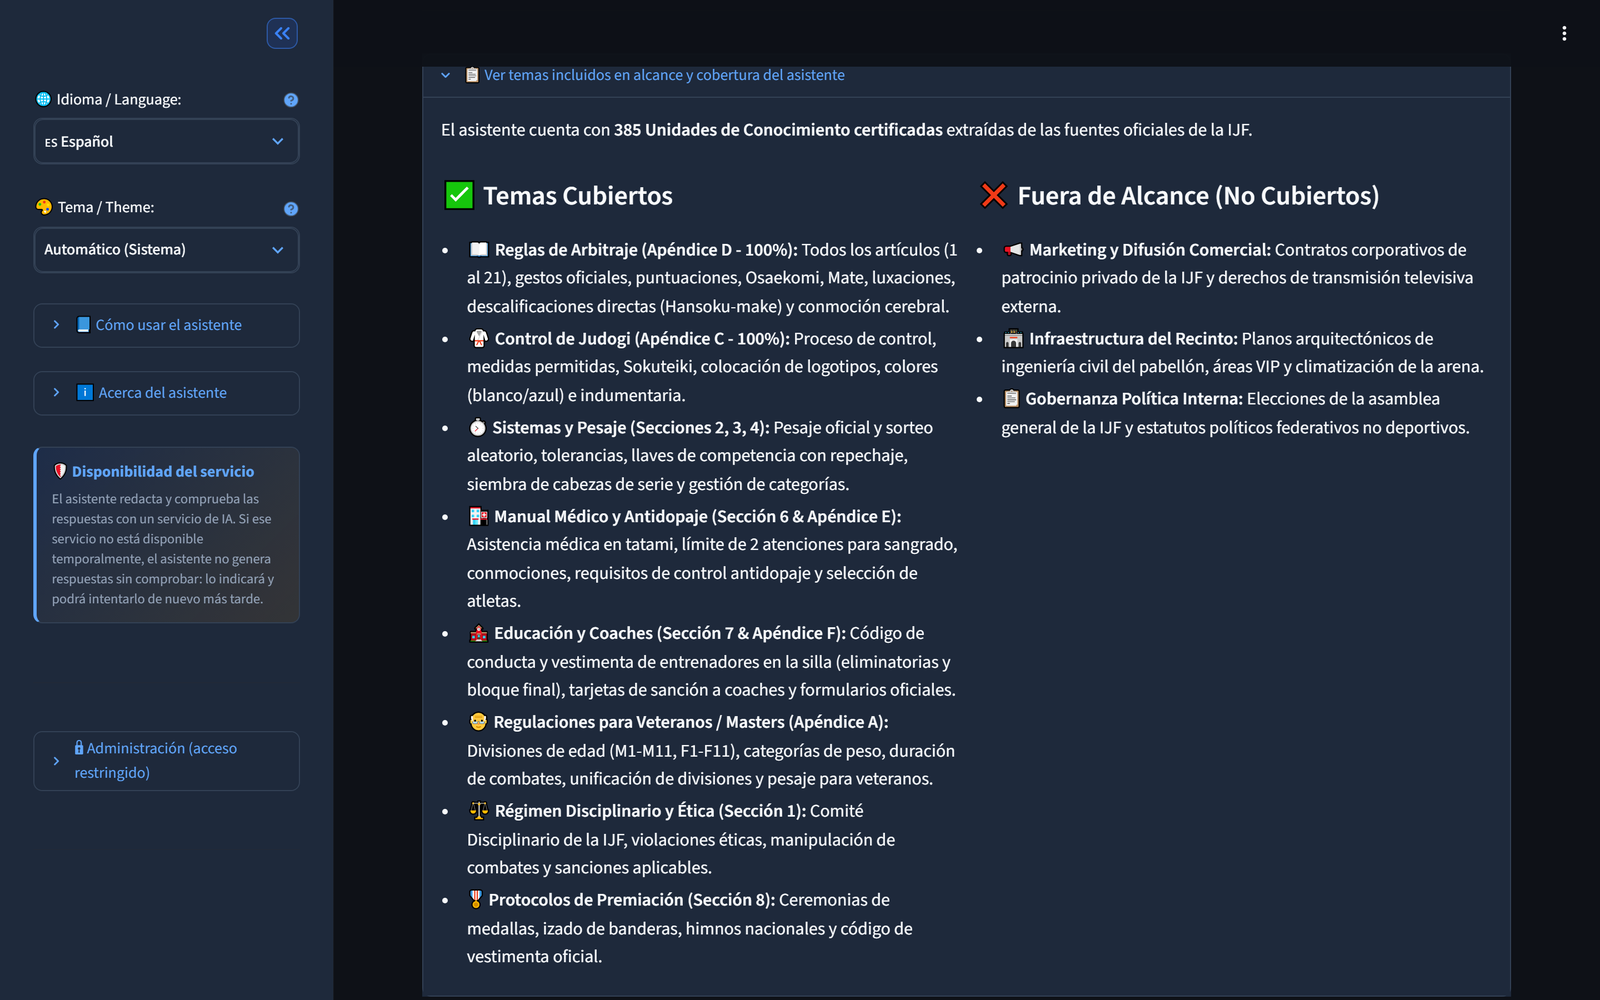 Idioma / Language:
ES Español
Tema / Theme:
Automático (Sistema)
Cómo usar el asistente
Acerca del asistente
Disponibilidad del servicio
El asistente redacta y comprueba las
respuestas con un servicio de IA. Si ese
servicio no está disponible
temporalmente, el asistente no genera
respuestas sin comprobar: lo indicará y
podrá intentarlo de nuevo más tarde.
Administración (acceso
restringido)
Ver temas incluidos en alcance y cobertura del asistente
El asistente cuenta con 385 Unidades de Conocimiento certificadas extraídas de las fuentes oficiales de la IJF.
Temas Cubiertos
Reglas de Arbitraje (Apéndice D - 100%): Todos los artículos (1
al 21), gestos oficiales, puntuaciones, Osaekomi, Mate, luxaciones,
descalificaciones directas (Hansoku-make) y conmoción cerebral.
Control de Judogi (Apéndice C - 100%): Proceso de control,
medidas permitidas, Sokuteiki, colocación de logotipos, colores
(blanco/azul) e indumentaria.
Sistemas y Pesaje (Secciones 2, 3, 4): Pesaje oficial y sorteo
aleatorio, tolerancias, llaves de competencia con repechaje,
siembra de cabezas de serie y gestión de categorías.
Manual Médico y Antidopaje (Sección 6 & Apéndice E):
Asistencia médica en tatami, límite de 2 atenciones para sangrado,
conmociones, requisitos de control antidopaje y selección de
atletas.
Educación y Coaches (Sección 7 & Apéndice F): Código de
conducta y vestimenta de entrenadores en la silla (eliminatorias y
bloque final), tarjetas de sanción a coaches y formularios oficiales.
Regulaciones para Veteranos / Masters (Apéndice A):
Divisiones de edad (M1-M11, F1-F11), categorías de peso, duración
de combates, unificación de divisiones y pesaje para veteranos.
Régimen Disciplinario y Ética (Sección 1): Comité
Disciplinario de la IJF, violaciones éticas, manipulación de
combates y sanciones aplicables.
Protocolos de Premiación (Sección 8): Ceremonias de
medallas, izado de banderas, himnos nacionales y código de
vestimenta oficial.
Fuera de Alcance (No Cubiertos)
Marketing y Difusión Comercial: Contratos corporativos de
patrocinio privado de la IJF y derechos de transmisión televisiva
externa.
Infraestructura del Recinto: Planos arquitectónicos de
ingeniería civil del pabellón, áreas VIP y climatización de la arena.
Gobernanza Política Interna: Elecciones de la asamblea
general de la IJF y estatutos políticos federativos no deportivos.